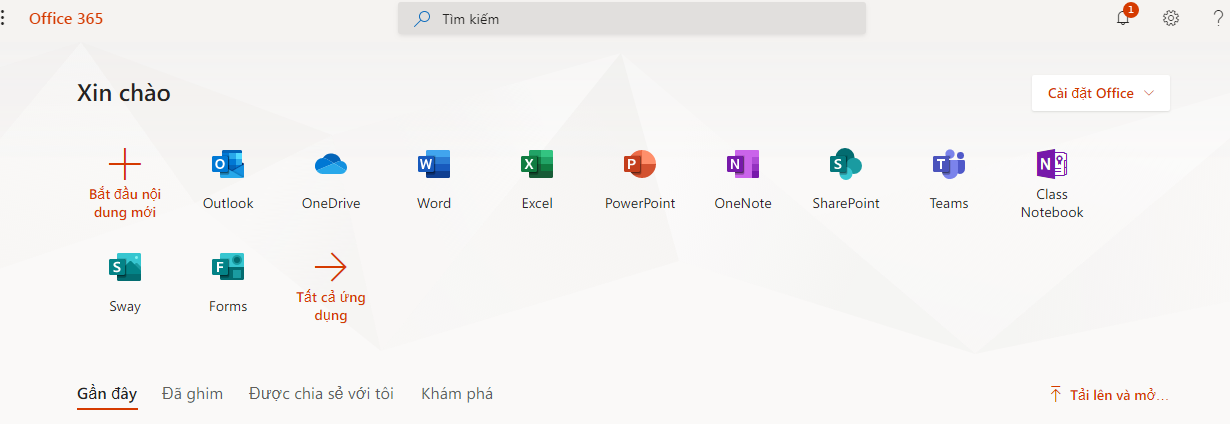 Office 365
Tìm kiếm
1
?
Xin chào
Cài đặt Office
Bắt đầu nội
dung mới
Outlook
OneDrive
Word
Excel
PowerPoint
OneNote
SharePoint
Teams
Class
Notebook
Sway
Forms
Tất cả ứng
dụng
Gần đây
Đã ghim
Được chia sẻ với tôi
Khám phá
Tải lên và mở...